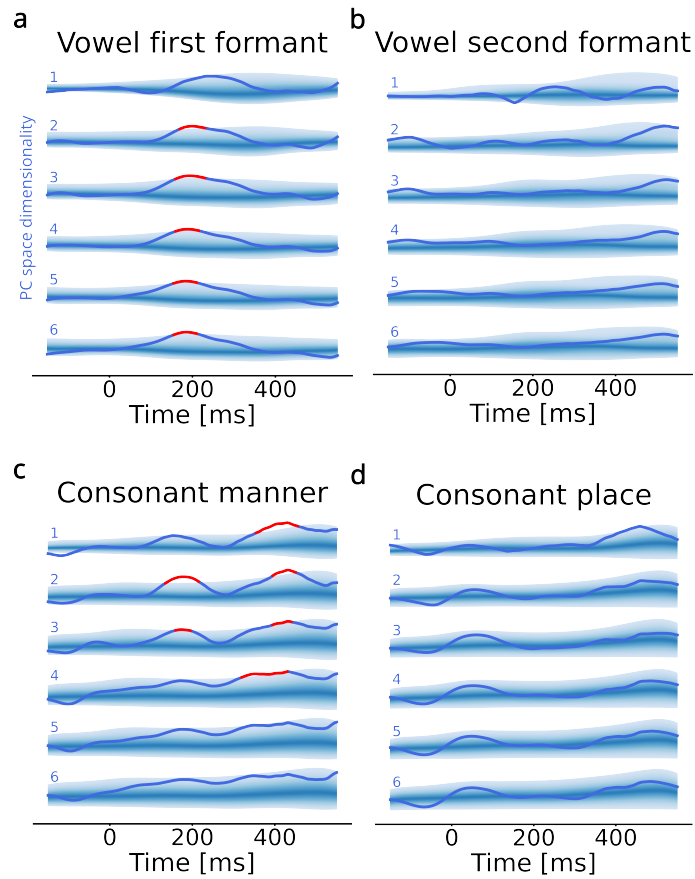 a
Vowel first formant
PC space dimensionality
1
2
3
4
5
6
0 200 400
Time [ms]
b
Vowel second formant
1
2
3
4
5
6
0 200 400
Time [ms]
c
Consonant manner
1
2
3
4
5
6
0 200 400
Time [ms]
d
Consonant place
1
2
3
4
5
6
0 200 400
Time [ms]